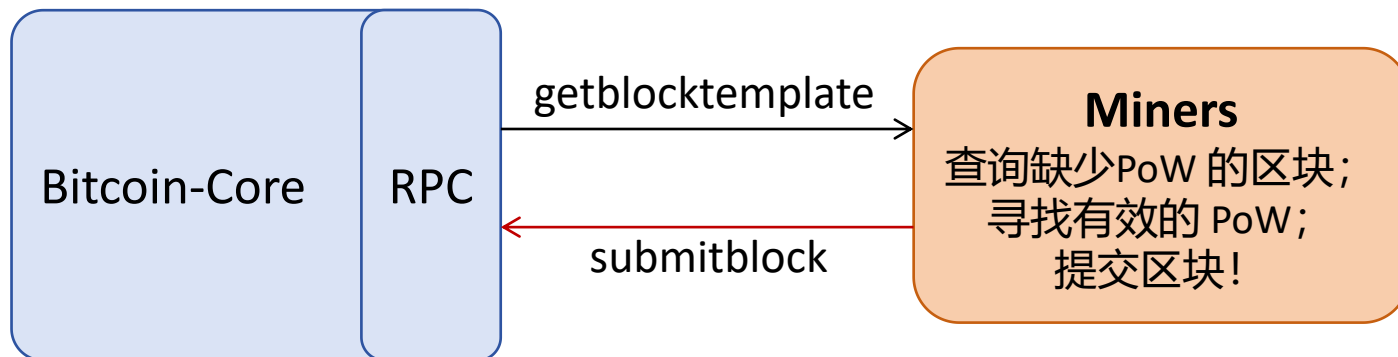 Bitcoin-Core
RPC
getblocktemplate
submitblock
Miners
查询缺少PoW 的区块；
寻找有效的 PoW；
提交区块！